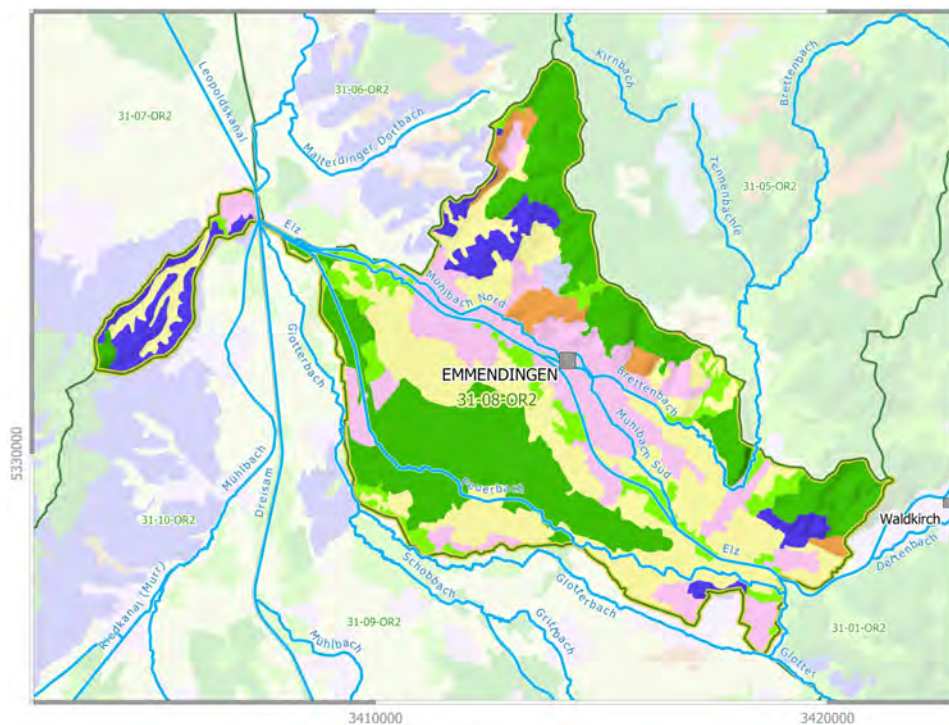 Kirnbach
Brettenbach
Leopoldskanal
31-06-OR2
31-07-OR2
Malterdinger Dorfbach
Tennenbächle
31-05-OR2
Elz
Mühlbach Nord
Glotterbach
EMMENDINGEN
31-08-OR2
Brettenbach
Mühlbach Süd
5330000
Mühlbach
Dreisam
Feuerbach
31-10-OR2
Waldkirch
Elz
Dettenbach
Schobbach
Glotterbach
Riedkanal (Murr)
31-09-OR2
Mühlbach
31-01-OR2
Glotter
3410000
3420000